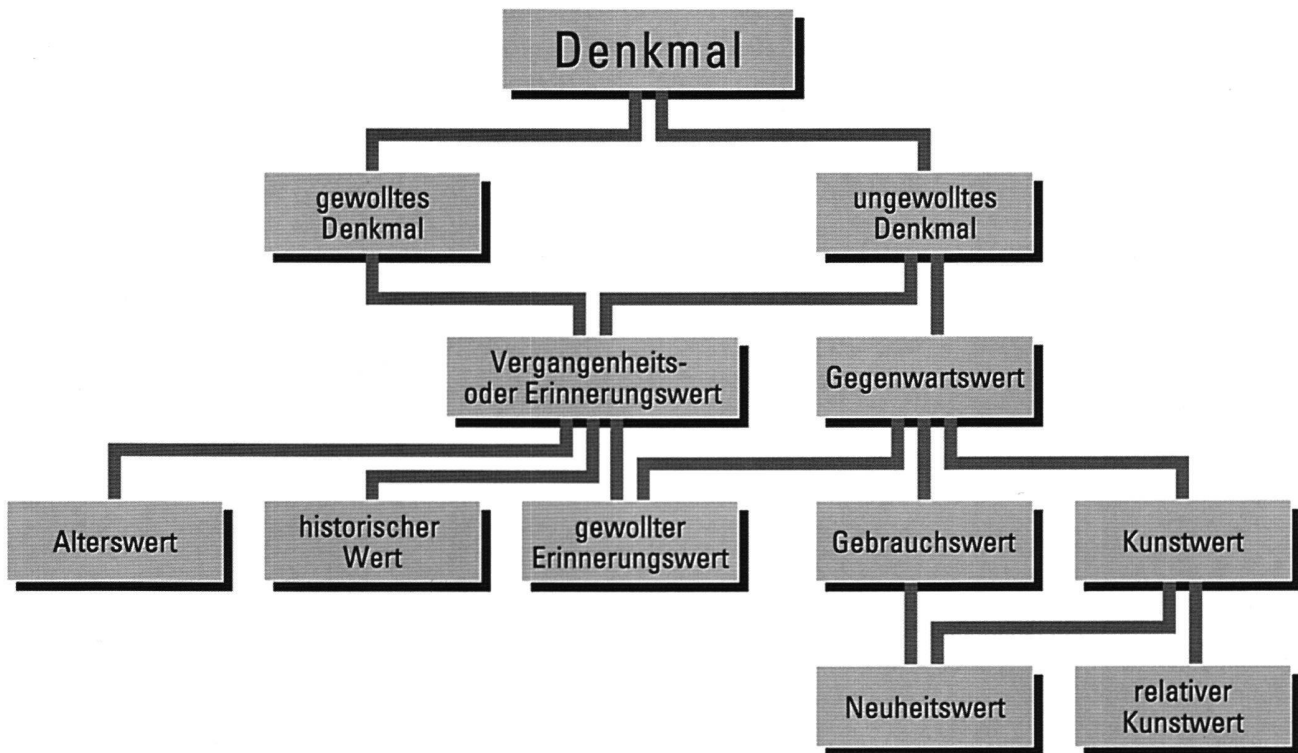 Denkmal
gewolltes
Denkmal
ungewolltes
Denkmal
Vergangenheits-
oder Erinnerungswert
Gegenwartswert
Alterswert
historischer
Wert
gewollter
Erinnerungswert
Gebrauchswert
Kunstwert
Neuheitswert
relativer
Kunstwert